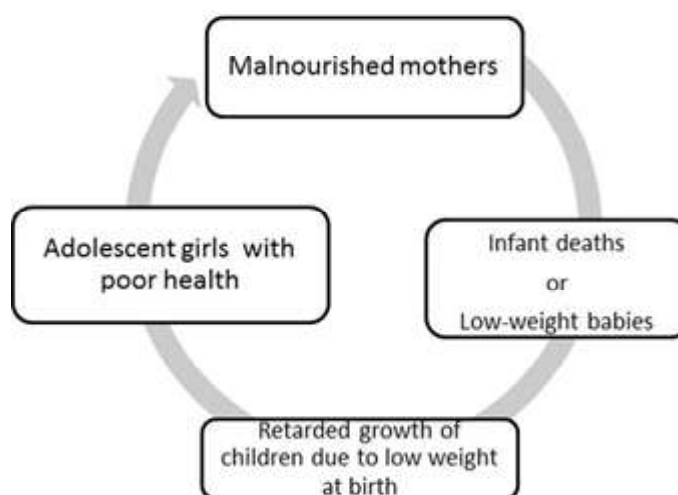 Malnourished mothers
Infant deaths
or
Low-weight babies
Retarded growth of
children due to low weight
at birth
Adolescent girls with
poor health